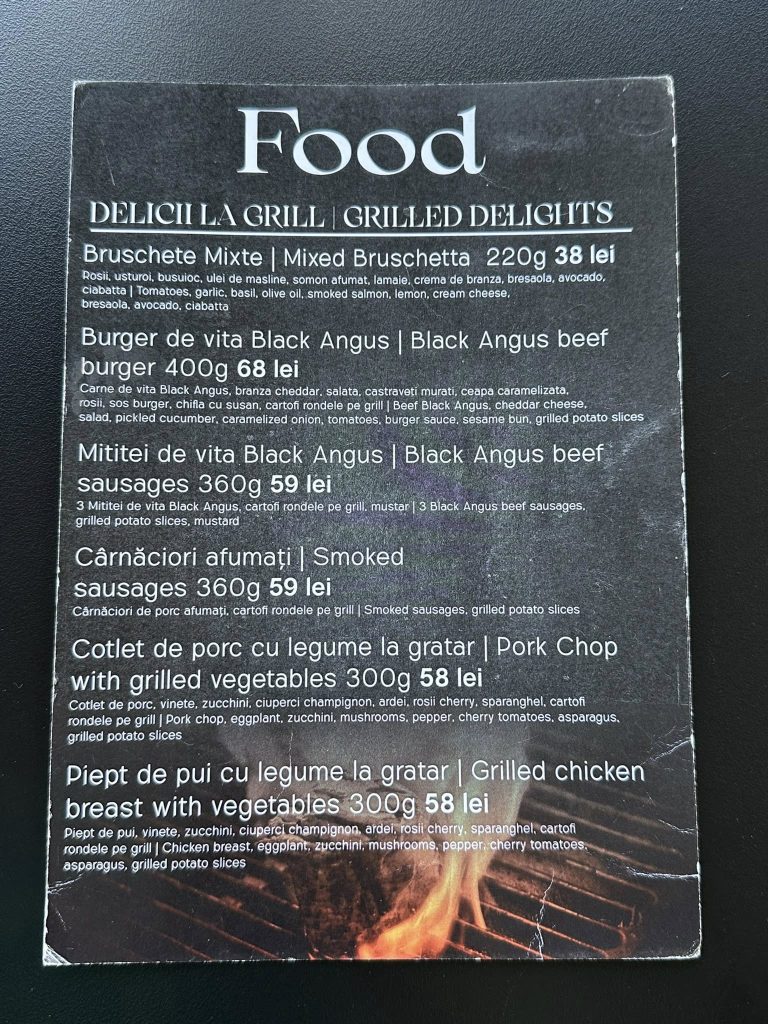 Food
DELICII LA GRILL | GRILLED DELIGHTS
Bruschete Mixte | Mixed Bruschetta 220g 38 lei
Rosii, usturoi, busuioc, ulei de masline, somon afumat, lamaie, crema de branza, bresaola, avocado,
ciabatta | Tomatoes, garlic, basil, olive oil, smoked salmon, lemon, cream cheese,
bresaola, avocado, ciabatta
Burger de vita Black Angus | Black Angus beef
burger 400g 68 lei
Carne de vita Black Angus, branza cheddar, salata, castraveti murati, ceapa caramelizata,
rosii, sos burger, chifla cu susan, cartofi rondele pe grill | Beef Black Angus, cheddar cheese,
salad, pickled cucumber, caramelized onion, tomatoes, burger sauce, sesame bun, grilled potato slices
Mititei de vita Black Angus | Black Angus beef
sausages 360g 59 lei
3 Mititei de vita Black Angus, cartofi rondele pe grill, mustar | 3 Black Angus beef sausages,
grilled potato slices, mustard
Cârnăciori afumați | Smoked
sausages 360g 59 lei
Cârnăciori de porc afumați, cartofi rondele pe grill | Smoked sausages, grilled potato slices
Cotlet de porc cu legume la gratar | Pork Chop
with grilled vegetables 300g 58 lei
Cotlet de porc, vinete, zucchini, ciuperci champignon, ardei, rosii cherry, sparanghel, cartofi
rondele pe grill | Pork chop, eggplant, zucchini, mushrooms, pepper, cherry tomatoes, asparagus,
grilled potato slices
Piept de pui cu legume la gratar | Grilled chicken
breast with vegetables 300g 58 lei
Piept de pui, vinete, zucchini, ciuperci champignon, ardei, rosii cherry, sparanghel, cartofi
rondele pe grill | Chicken breast, eggplant, zucchini, mushrooms, pepper, cherry tomatoes,
asparagus, grilled potato slices